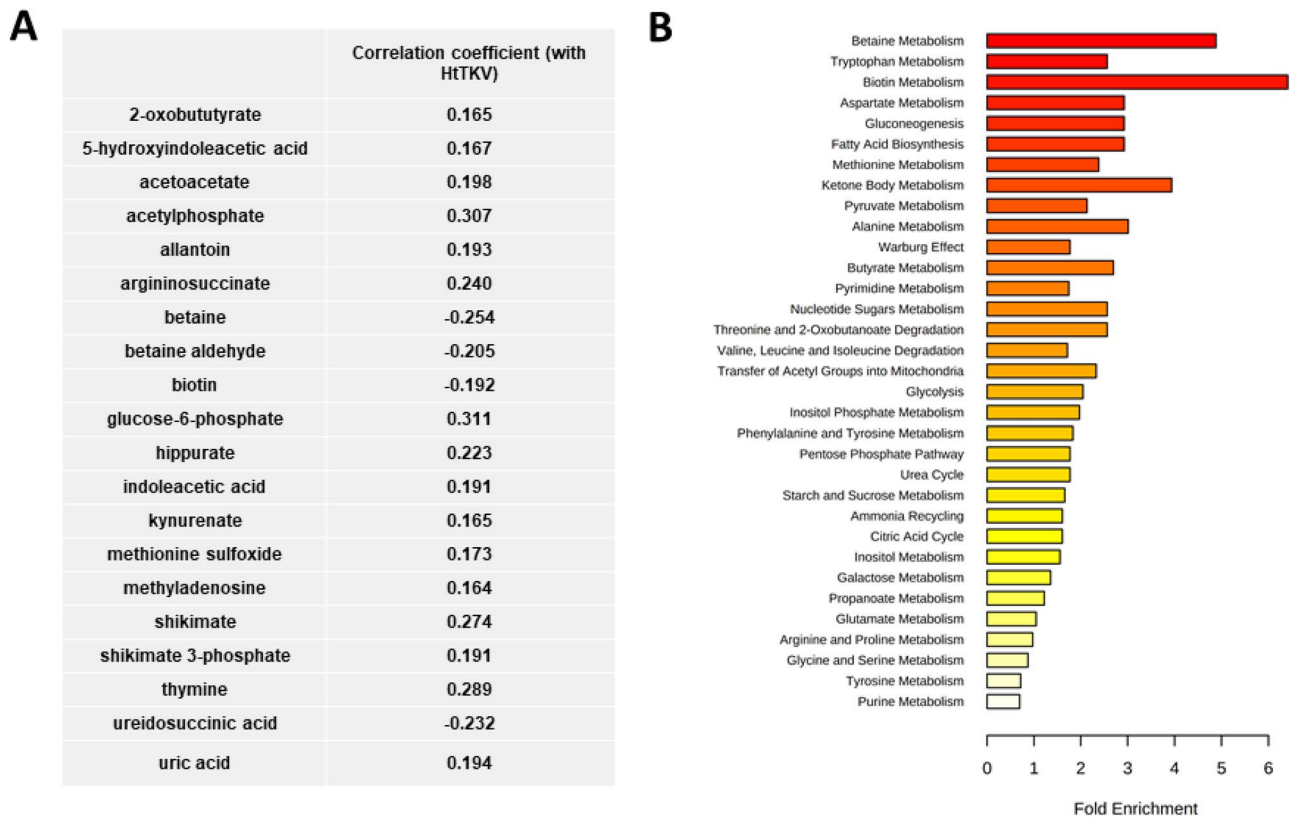 A
Correlation coefficient (with
HtTKV)
2-oxobututyrate 0.165
5-hydroxyindoleacetic acid 0.167
acetoacetate 0.198
acetylphosphate 0.307
allantoin 0.193
argininosuccinate 0.240
betaine -0.254
betaine aldehyde -0.205
biotin -0.192
glucose-6-phosphate 0.311
hippurate 0.223
indoleacetic acid 0.191
kynurenate 0.165
methionine sulfoxide 0.173
methyladenosine 0.164
shikimate 0.274
shikimate 3-phosphate 0.191
thymine 0.289
ureidosuccinic acid -0.232
uric acid 0.194
B
Betaine Metabolism
Tryptophan Metabolism
Biotin Metabolism
Aspartate Metabolism
Gluconeogenesis
Fatty Acid Biosynthesis
Methionine Metabolism
Ketone Body Metabolism
Pyruvate Metabolism
Alanine Metabolism
Warburg Effect
Butyrate Metabolism
Pyrimidine Metabolism
Nucleotide Sugars Metabolism
Threonine and 2-Oxobutanoate Degradation
Valine, Leucine and Isoleucine Degradation
Transfer of Acetyl Groups into Mitochondria
Glycolysis
Inositol Phosphate Metabolism
Phenylalanine and Tyrosine Metabolism
Pentose Phosphate Pathway
Urea Cycle
Starch and Sucrose Metabolism
Ammonia Recycling
Citric Acid Cycle
Inositol Metabolism
Galactose Metabolism
Propanoate Metabolism
Glutamate Metabolism
Arginine and Proline Metabolism
Glycine and Serine Metabolism
Tyrosine Metabolism
Purine Metabolism
0 1 2 3 4 5 6
Fold Enrichment